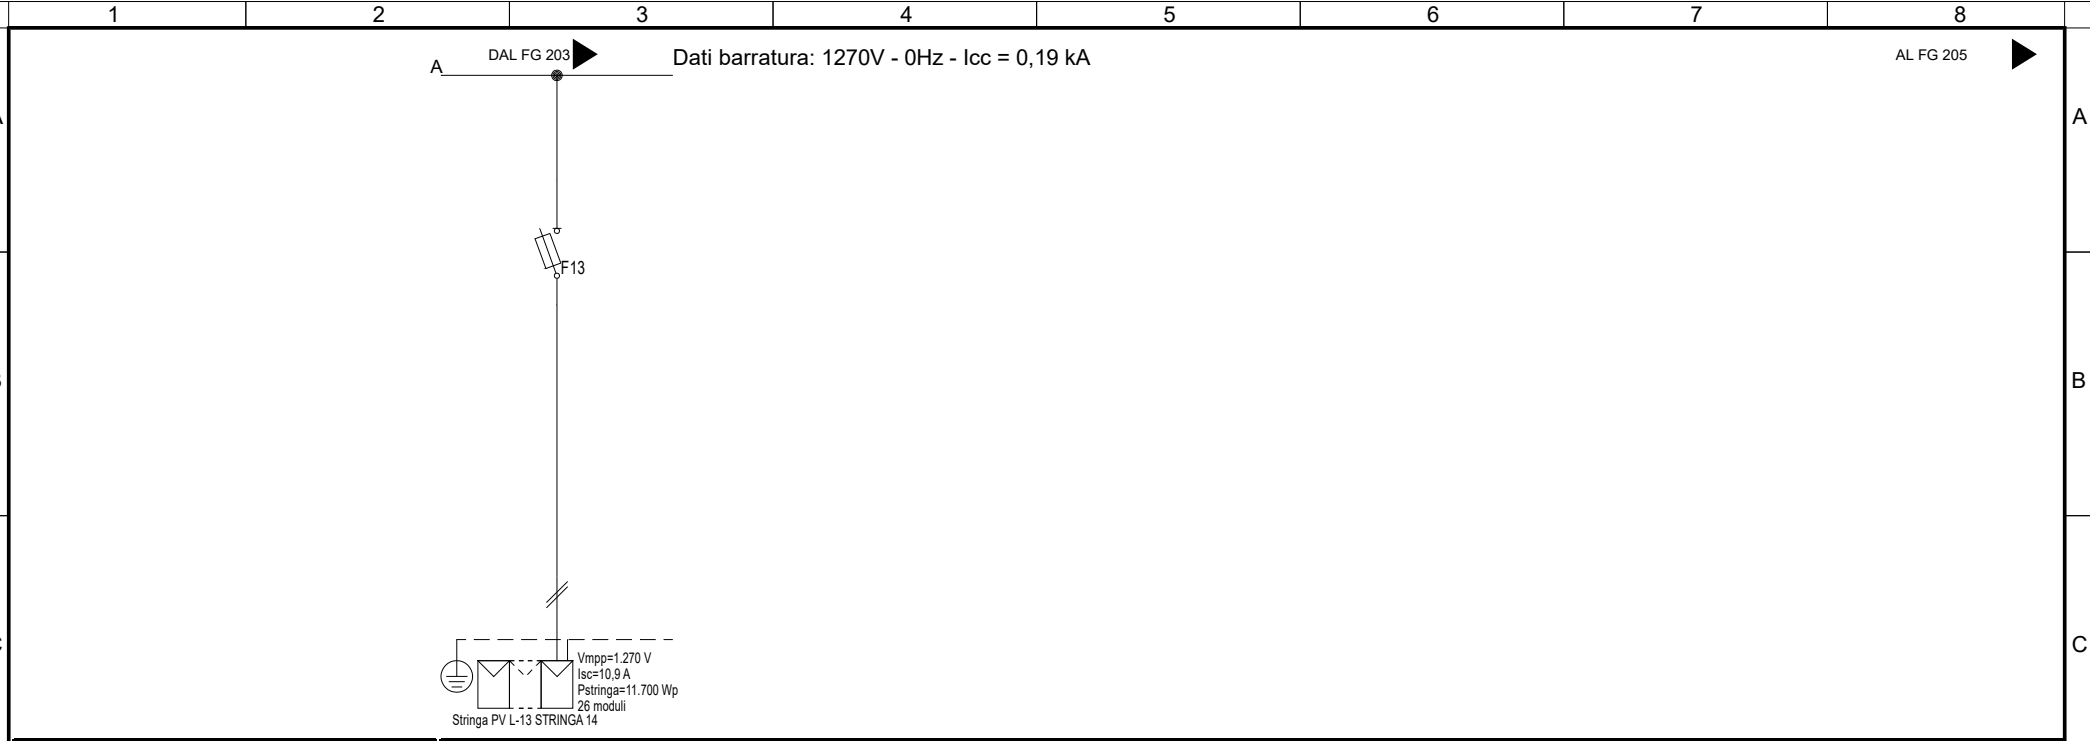 1 2 3 4 5 6 7 8
DAL FG 203
Dati barratura: 1270V - 0Hz - Icc = 0,19 kA
AL FG 205
A
A
F13
B
C
Vmpp=1.270 V
Isc=10,9 A
Pstringa=11.700 Wp
26 moduli
Stringa PV L-13 STRINGA 14